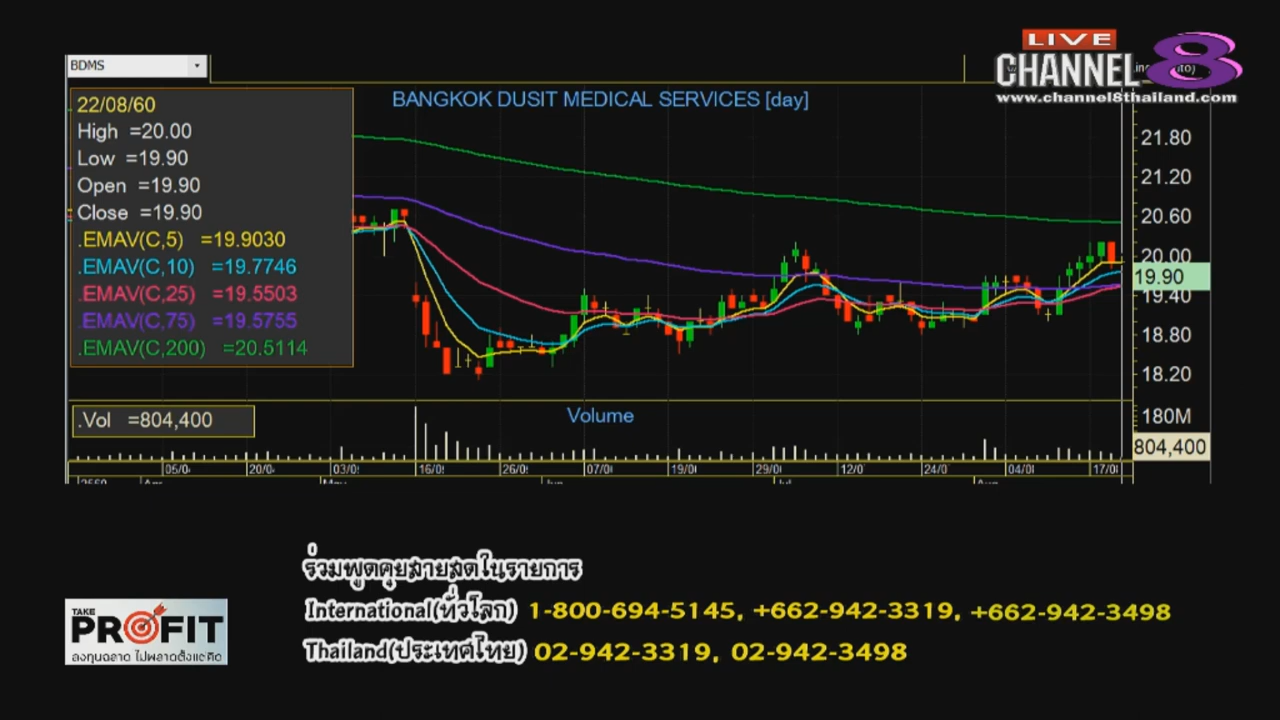 LIVE
CHANNEL 8
www.channel8thailand.com
BDMS
BANGKOK DUSIT MEDICAL SERVICES [day]
22/08/60
High =20.00
Low =19.90
Open =19.90
Close =19.90
.EMAV(C,5) =19.9030
.EMAV(C,10) =19.7746
.EMAV(C,25) =19.5503
.EMAV(C,75) =19.5755
.EMAV(C,200) =20.5114
21.80
21.20
20.60
20.00
19.90
19.40
18.80
18.20
.Vol =804,400
Volume
180M
804,400
ร่วมพูดคุยสายสดในรายการ
International(ทั่วโลก) 1-800-694-5145, +662-942-3319, +662-942-3498
Thailand(ประเทศไทย) 02-942-3319, 02-942-3498
TAKE
PROFIT
ลงทุนฉลาด ไม่พลาดตั้งแต่คิด